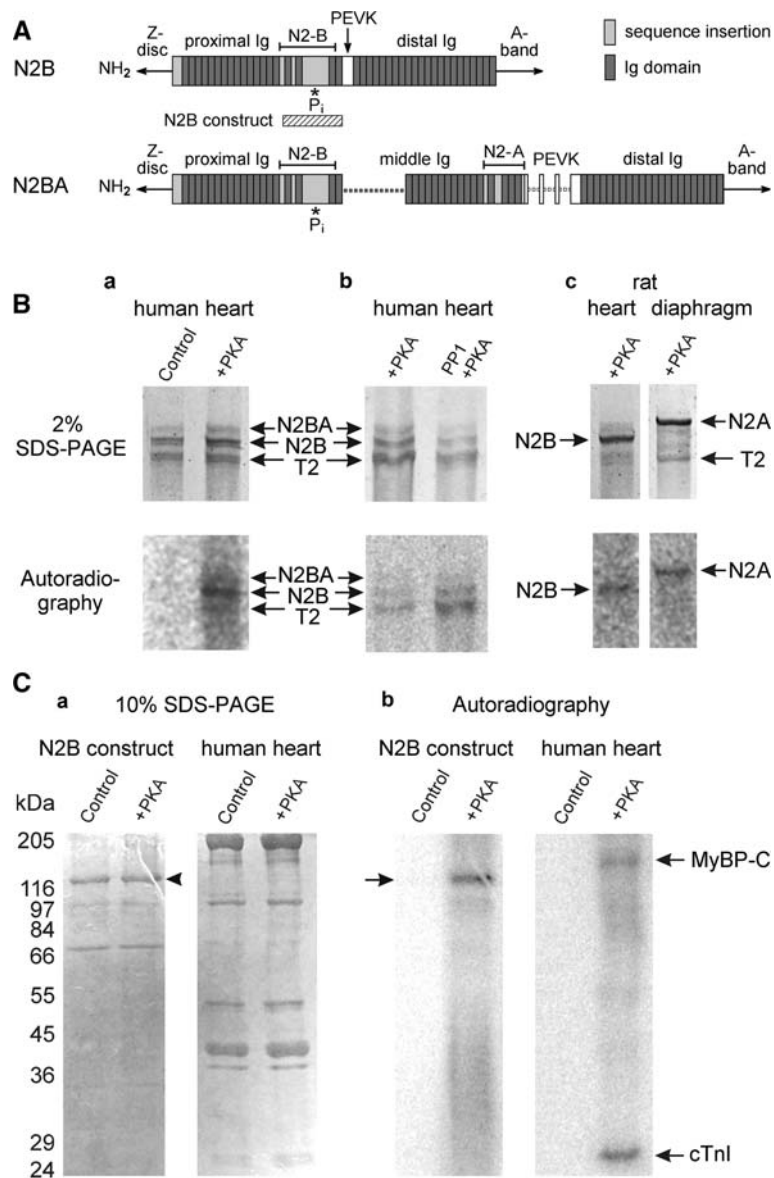 A
Z-disc proximal Ig N2-B PEVK distal Ig A-band
N2B NH2
* Pi
N2B construct
sequence insertion
Ig domain
Z-disc proximal Ig N2-B middle Ig N2-A PEVK distal Ig A-band
N2BA NH2
* Pi
B
a
human heart
Control +PKA
b
human heart
+PKA PP1 +PKA
c
rat
heart diaphragm
+PKA +PKA
2% SDS-PAGE
N2BA
N2B
T2
N2B
N2A
T2
Autoradiography
N2BA
N2B
T2
N2B
N2A
C
a 10% SDS-PAGE
N2B construct human heart
Control +PKA Control +PKA
kDa
205
116
97
84
66
55
45
36
29
24
b Autoradiography
N2B construct human heart
Control +PKA Control +PKA
MyBP-C
cTnI